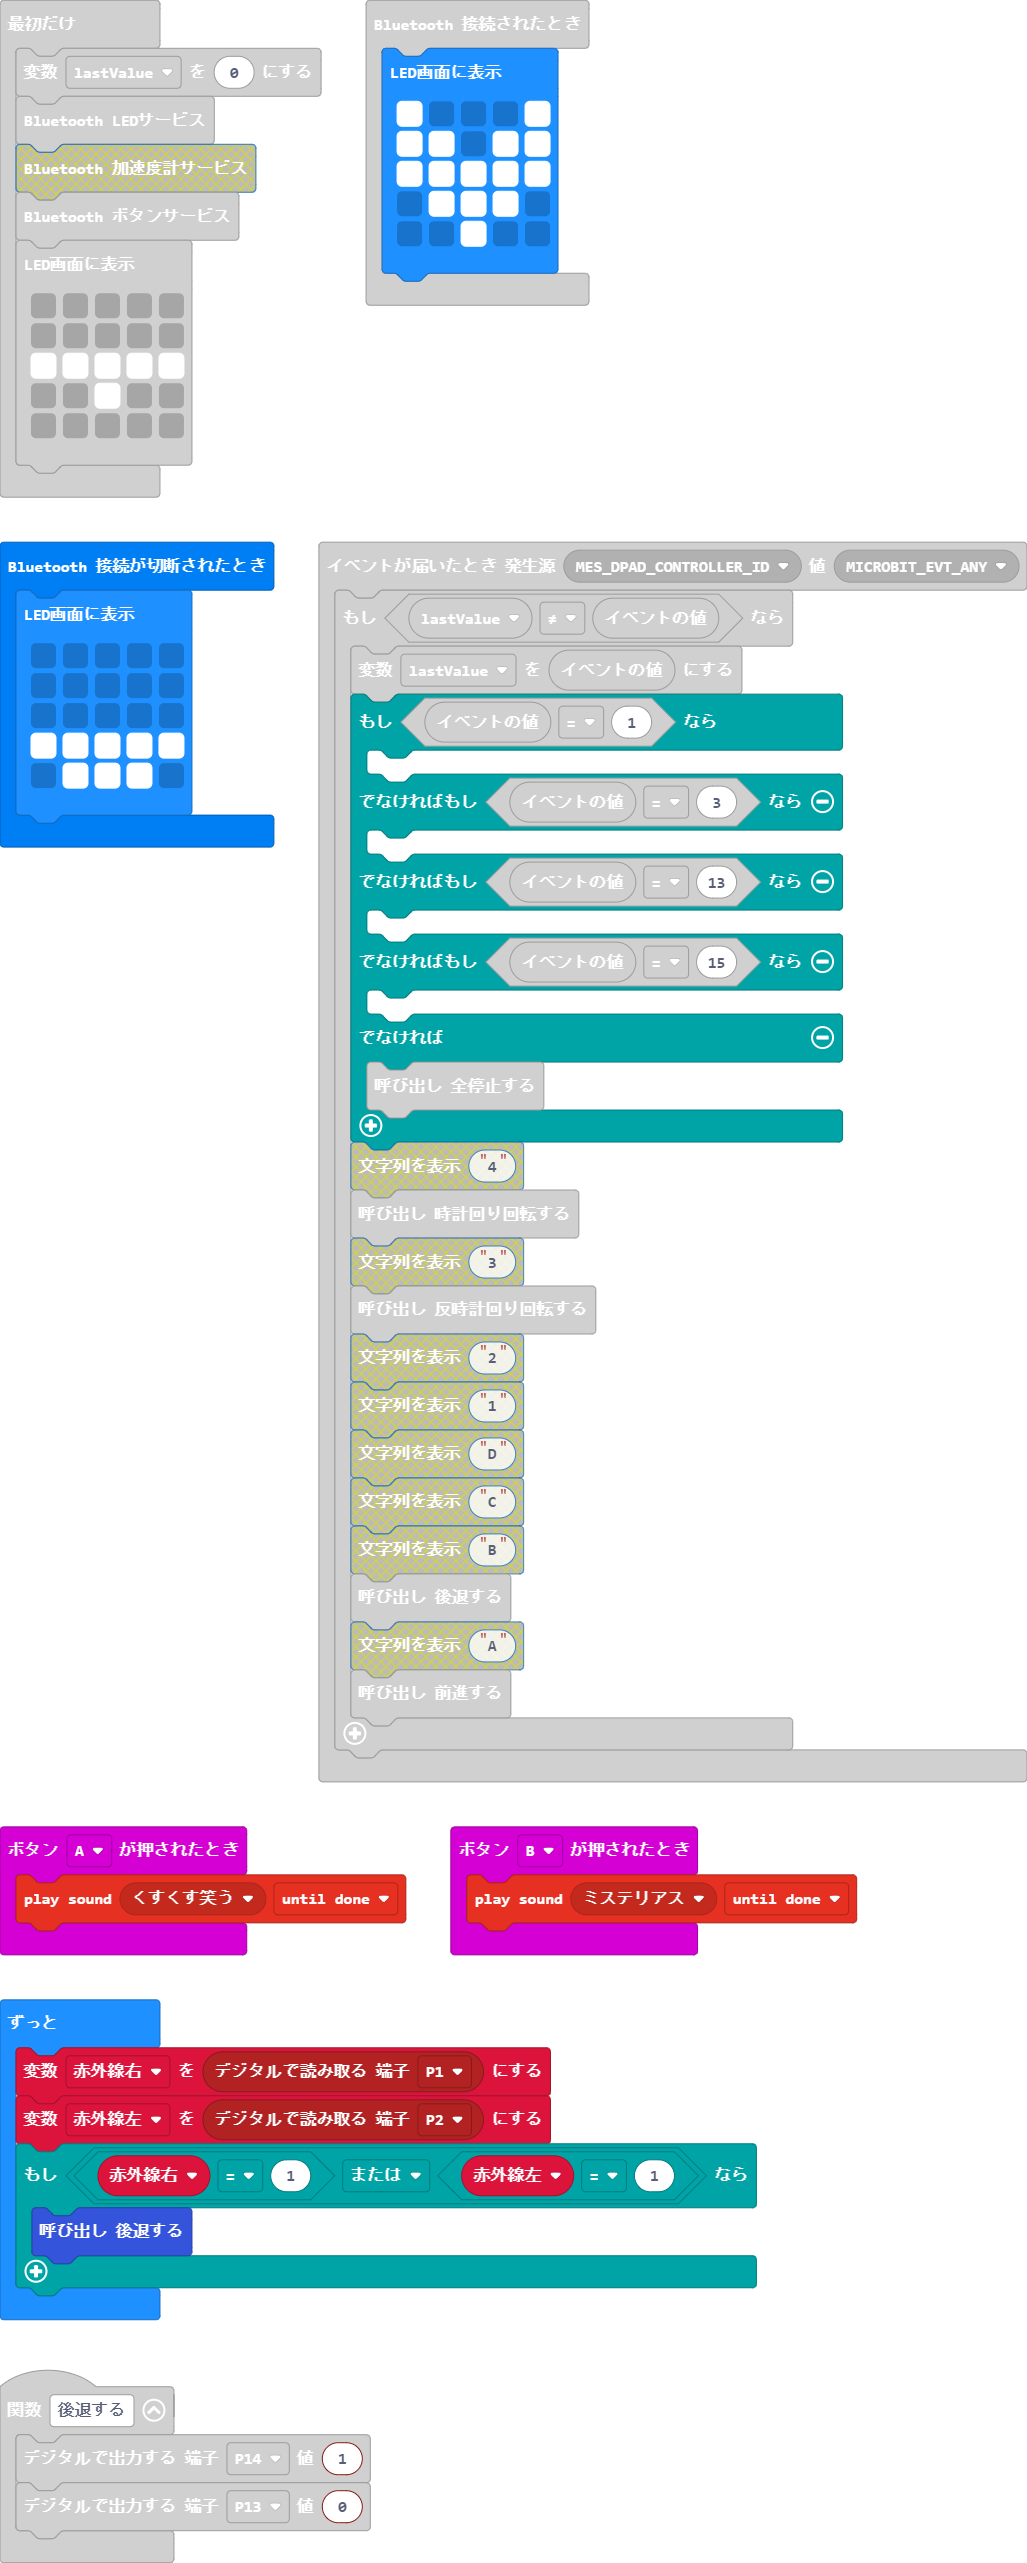 最初だけ
変数 lastValue を 0 にする
Bluetooth LEDサービス
Bluetooth 加速度計サービス
Bluetooth ボタンサービス
LED画面に表示
Bluetooth 接続されたとき
LED画面に表示
Bluetooth 接続が切断されたとき
LED画面に表示
イベントが届いたとき 発生源 MES_DPAD_CONTROLLER_ID 値 MICROBIT_EVT_ANY
もし lastValue ≠ イベントの値 なら
変数 lastValue を イベントの値 にする
もし イベントの値 = 1 なら
でなければもし イベントの値 = 3 なら
でなければもし イベントの値 = 13 なら
でなければもし イベントの値 = 15 なら
でなければ
呼び出し 全停止する
文字列を表示 "4"
呼び出し 時計回り回転する
文字列を表示 "3"
呼び出し 反時計回り回転する
文字列を表示 "2"
文字列を表示 "1"
文字列を表示 "D"
文字列を表示 "C"
文字列を表示 "B"
呼び出し 後退する
文字列を表示 "A"
呼び出し 前進する
ボタン A が押されたとき
play sound くすくす笑う until done
ボタン B が押されたとき
play sound ミステリアス until done
ずっと
変数 赤外線右 を デジタルで読み取る 端子 P1 にする
変数 赤外線左 を デジタルで読み取る 端子 P2 にする
もし 赤外線右 = 1 または 赤外線左 = 1 なら
呼び出し 後退する
関数 後退する
デジタルで出力する 端子 P14 値 1
デジタルで出力する 端子 P13 値 0